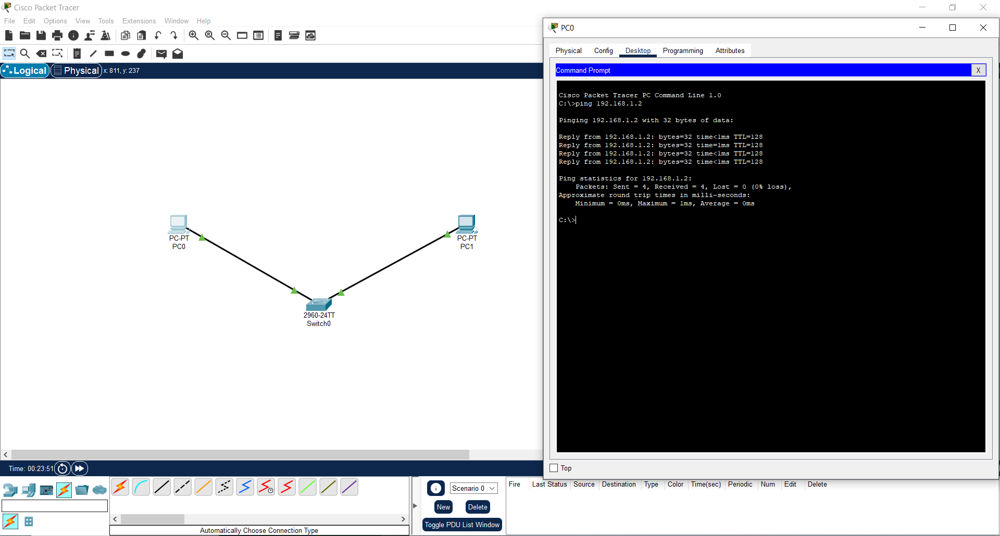 Cisco Packet Tracer
File Edit Options View Tools Extensions Window Help
Logical Physical x: 811, y: 237
PC-PT
PC0
PC-PT
PC1
2960-24TT
Switch0
PC0
Physical Config Desktop Programming Attributes
Command Prompt X
Cisco Packet Tracer PC Command Line 1.0
C:\>ping 192.168.1.2
Pinging 192.168.1.2 with 32 bytes of data:
Reply from 192.168.1.2: bytes=32 time<1ms TTL=128
Reply from 192.168.1.2: bytes=32 time=1ms TTL=128
Reply from 192.168.1.2: bytes=32 time<1ms TTL=128
Reply from 192.168.1.2: bytes=32 time<1ms TTL=128
Ping statistics for 192.168.1.2:
Packets: Sent = 4, Received = 4, Lost = 0 (0% loss),
Approximate round trip times in milli-seconds:
Minimum = 0ms, Maximum = 1ms, Average = 0ms
C:\>
Top
Time: 00:23:51
Automatically Choose Connection Type
Scenario 0
New Delete
Toggle PDU List Window
Fire Last Status Source Destination Type Color Time(sec) Periodic Num Edit Delete